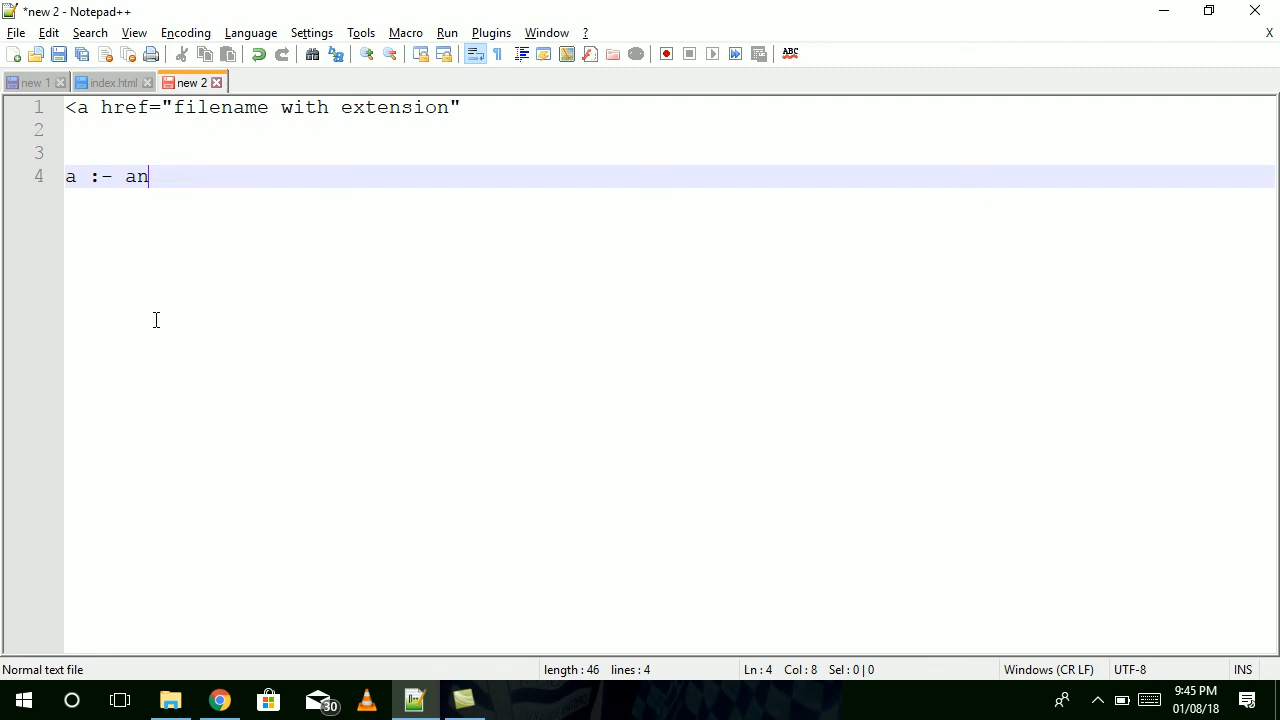 *new 2 - Notepad++
File Edit Search View Encoding Language Settings Tools Macro Run Plugins Window ? X
ABC
new 1 index.html new 2
1 <a href="filename with extension"
2
3
4 a :- an
Normal text file length : 46 lines : 4 Ln : 4 Col : 8 Sel : 0 | 0 Windows (CR LF) UTF-8 INS
30
9:45 PM
01/08/18